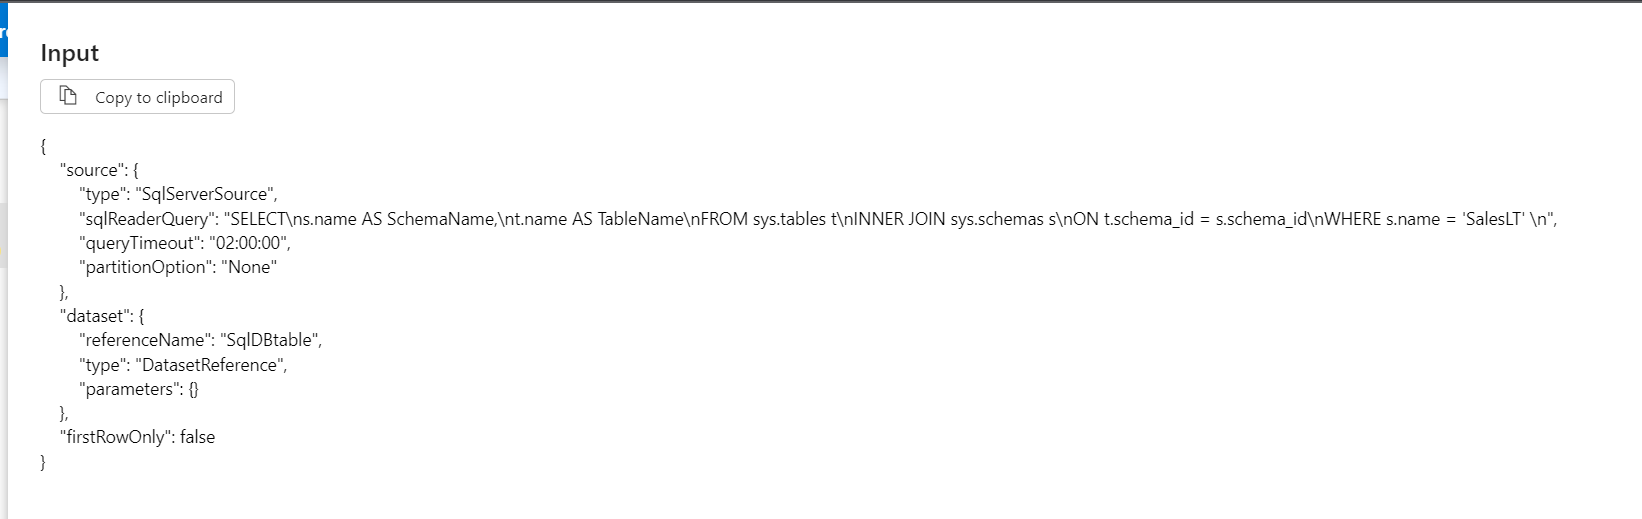 Input
Copy to clipboard
{
"source": {
"type": "SqlServerSource",
"sqlReaderQuery": "SELECT\ns.name AS SchemaName,\nt.name AS TableName\nFROM sys.tables t\nINNER JOIN sys.schemas s\nON t.schema_id = s.schema_id\nWHERE s.name = 'SalesLT' \n",
"queryTimeout": "02:00:00",
"partitionOption": "None"
},
"dataset": {
"referenceName": "SqlDBtable",
"type": "DatasetReference",
"parameters": {}
},
"firstRowOnly": false
}